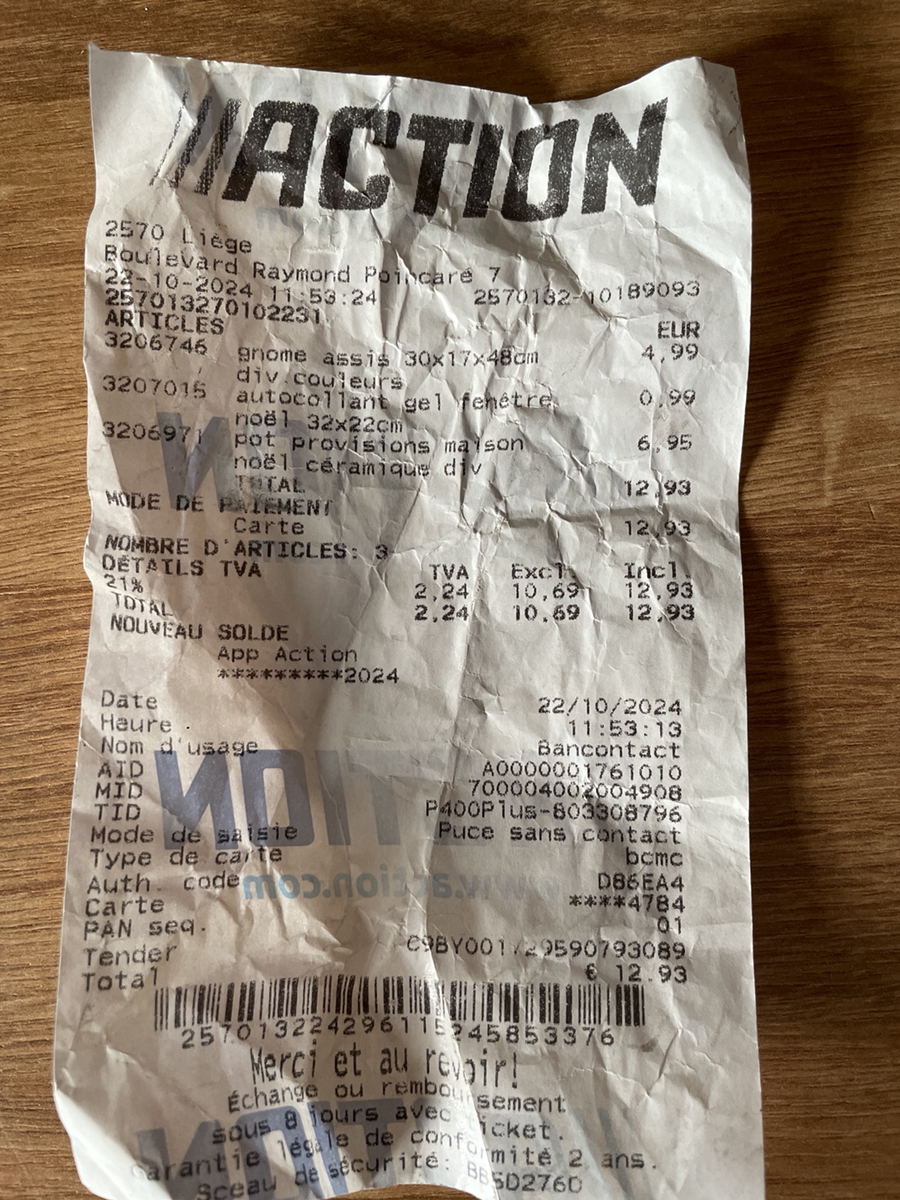 ACTION
2570 Liège
Boulevard Raymond Poincaré 7
22-10-2024 11:53:24 2570132-10189093
257013270102231
ARTICLES EUR
3206746 gnome assis 30x17x48cm 4,99
div.couleurs
3207015 autocollant gel fenêtre 0,99
noël 32x22cm
3206971 pot provisions maison 6,95
noël céramique div
TOTAL 12,93
MODE DE PAIEMENT
Carte 12,93
NOMBRE D'ARTICLES: 3
DÉTAILS TVA TVA Excl. Incl.
21% 2,24 10,69 12,93
TOTAL 2,24 10,69 12,93
NOUVEAU SOLDE
App Action
*********2024
Date 22/10/2024
Heure 11:53:13
Nom d'usage Bancontact
AID A0000001761010
MID 700004002004908
TID P400Plus-803308796
Mode de saisie Puce sans contact
Type de carte bcmc
Auth. code D86EA4
Carte ****4784
PAN seq. 01
Tender
Total € 12.93
257013224296115245853376
Merci et au revoir!
Échange ou remboursement
sous 8 jours avec ticket.
Garantie légale de conformité 2 ans.
Sceau de sécurité: BB5D276D